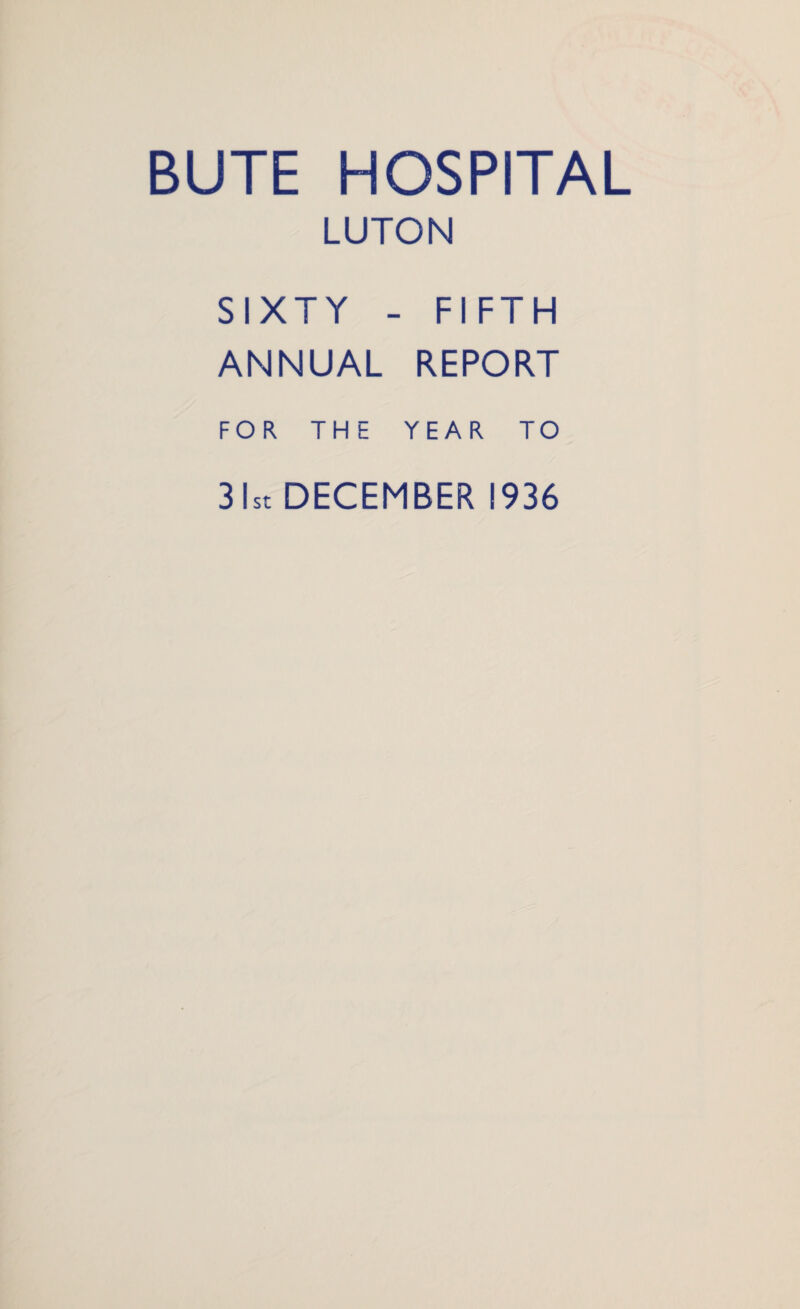 BUTE HOSPITAL
LUTON
SIXTY - FIFTH
ANNUAL REPORT
FOR THE YEAR TO
31st DECEMBER 1936